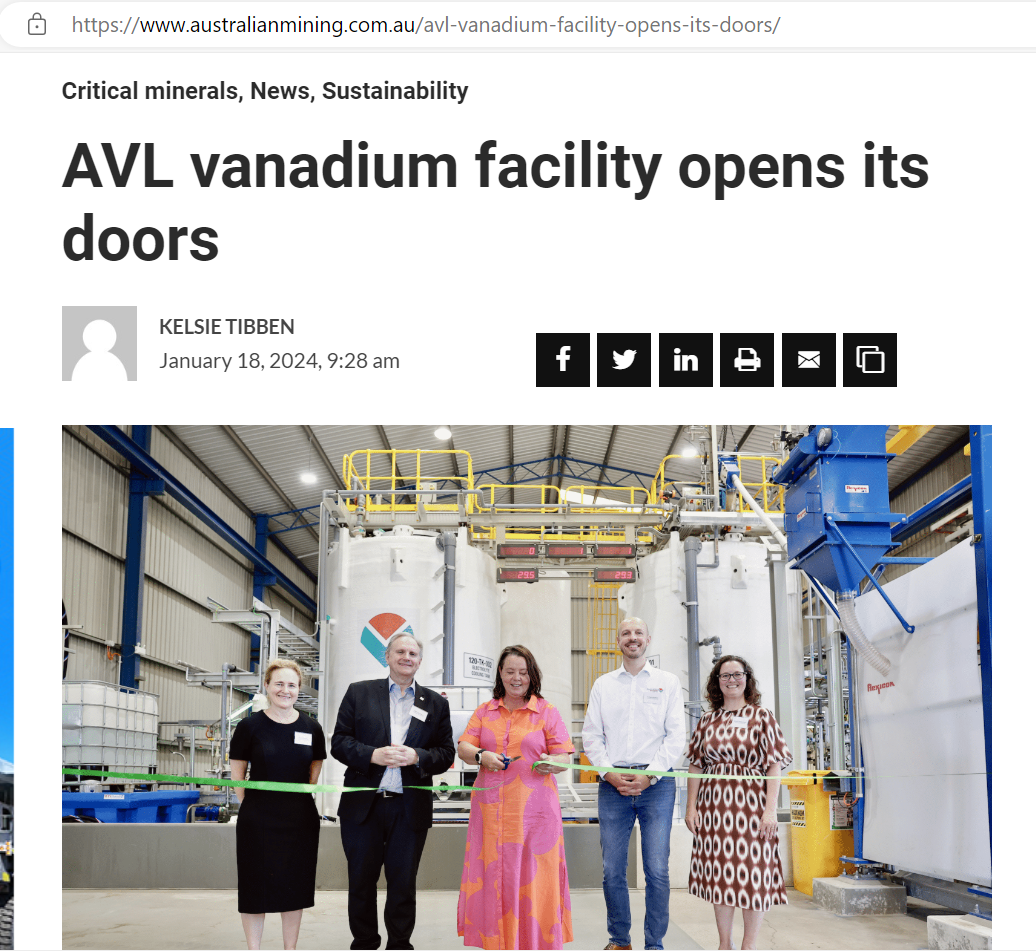 https://www.australianmining.com.au/avl-vanadium-facility-opens-its-doors/
Critical minerals, News, Sustainability
AVL vanadium facility opens its
doors
KELSIE TIBBEN
January 18, 2024, 9:28 am
flexicon